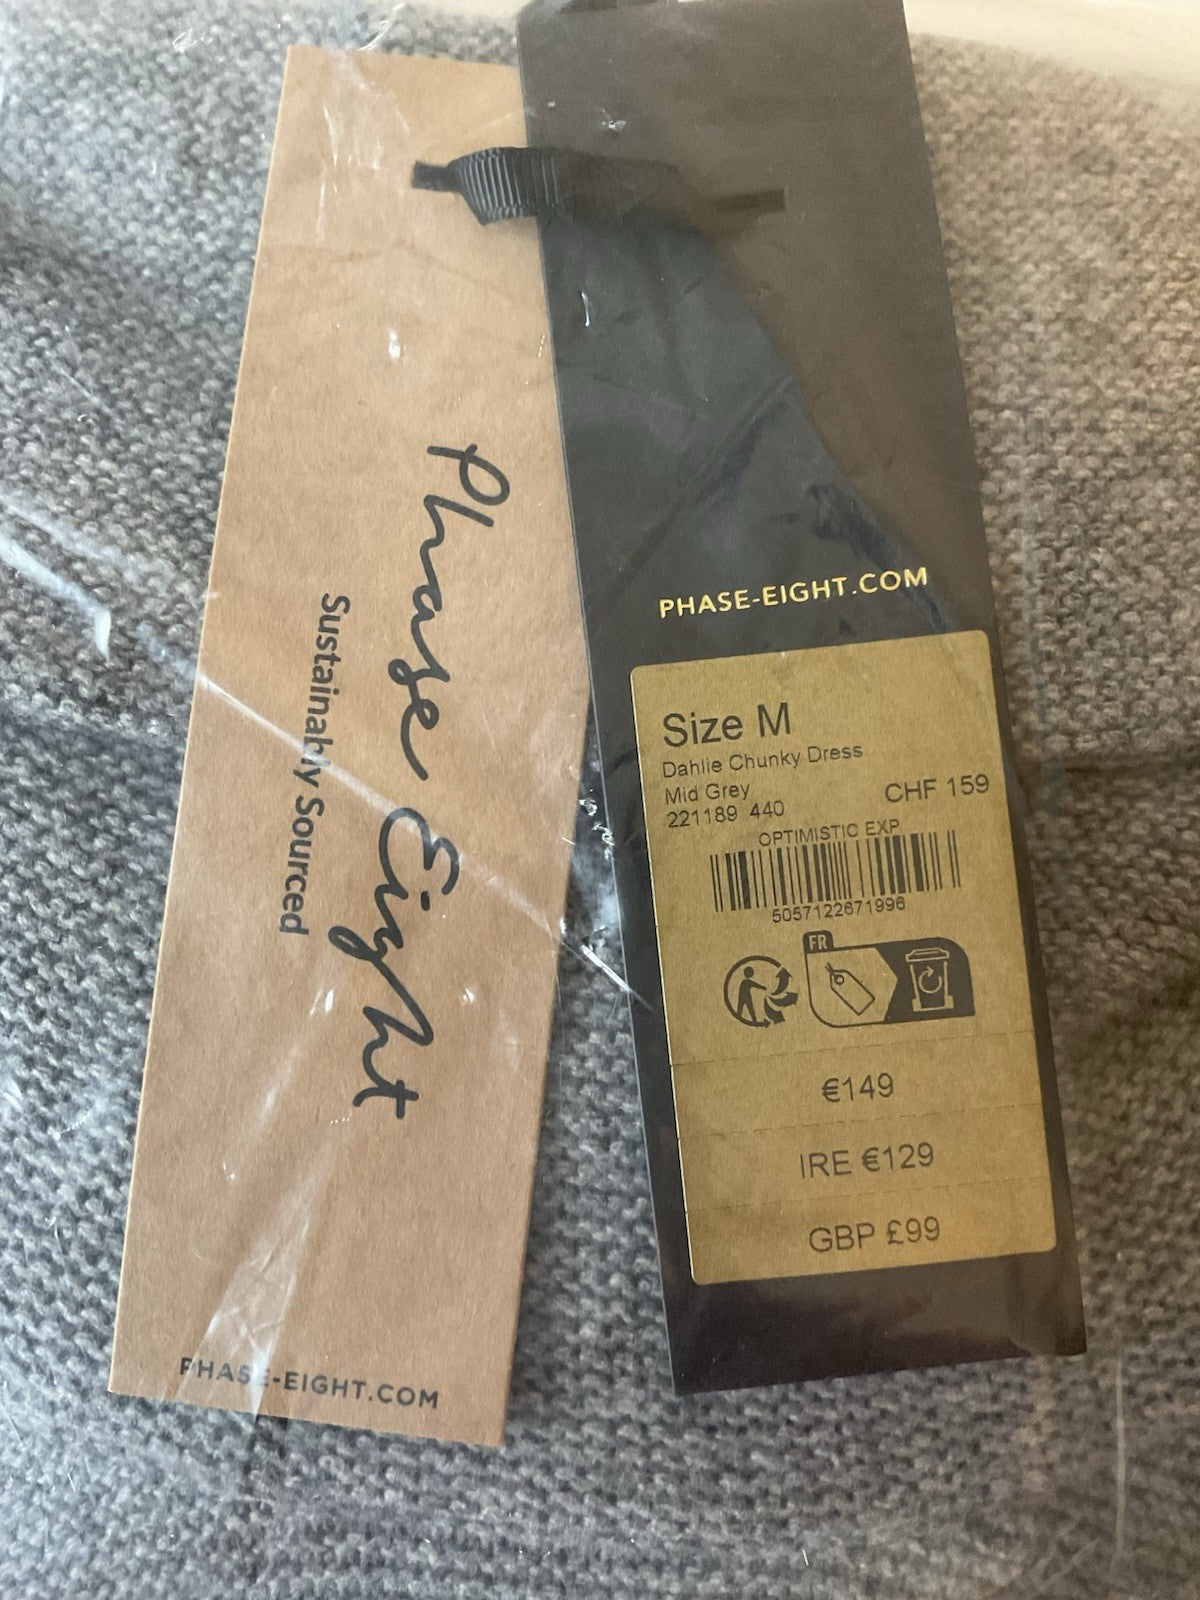 Phase Eight
Sustainably Sourced
PHASE-EIGHT.COM
PHASE-EIGHT.COM
Size M
Dahlie Chunky Dress
Mid Grey
221189 440
CHF 159
OPTIMISTIC EXP
5057122671996
FR
€149
IRE €129
GBP £99